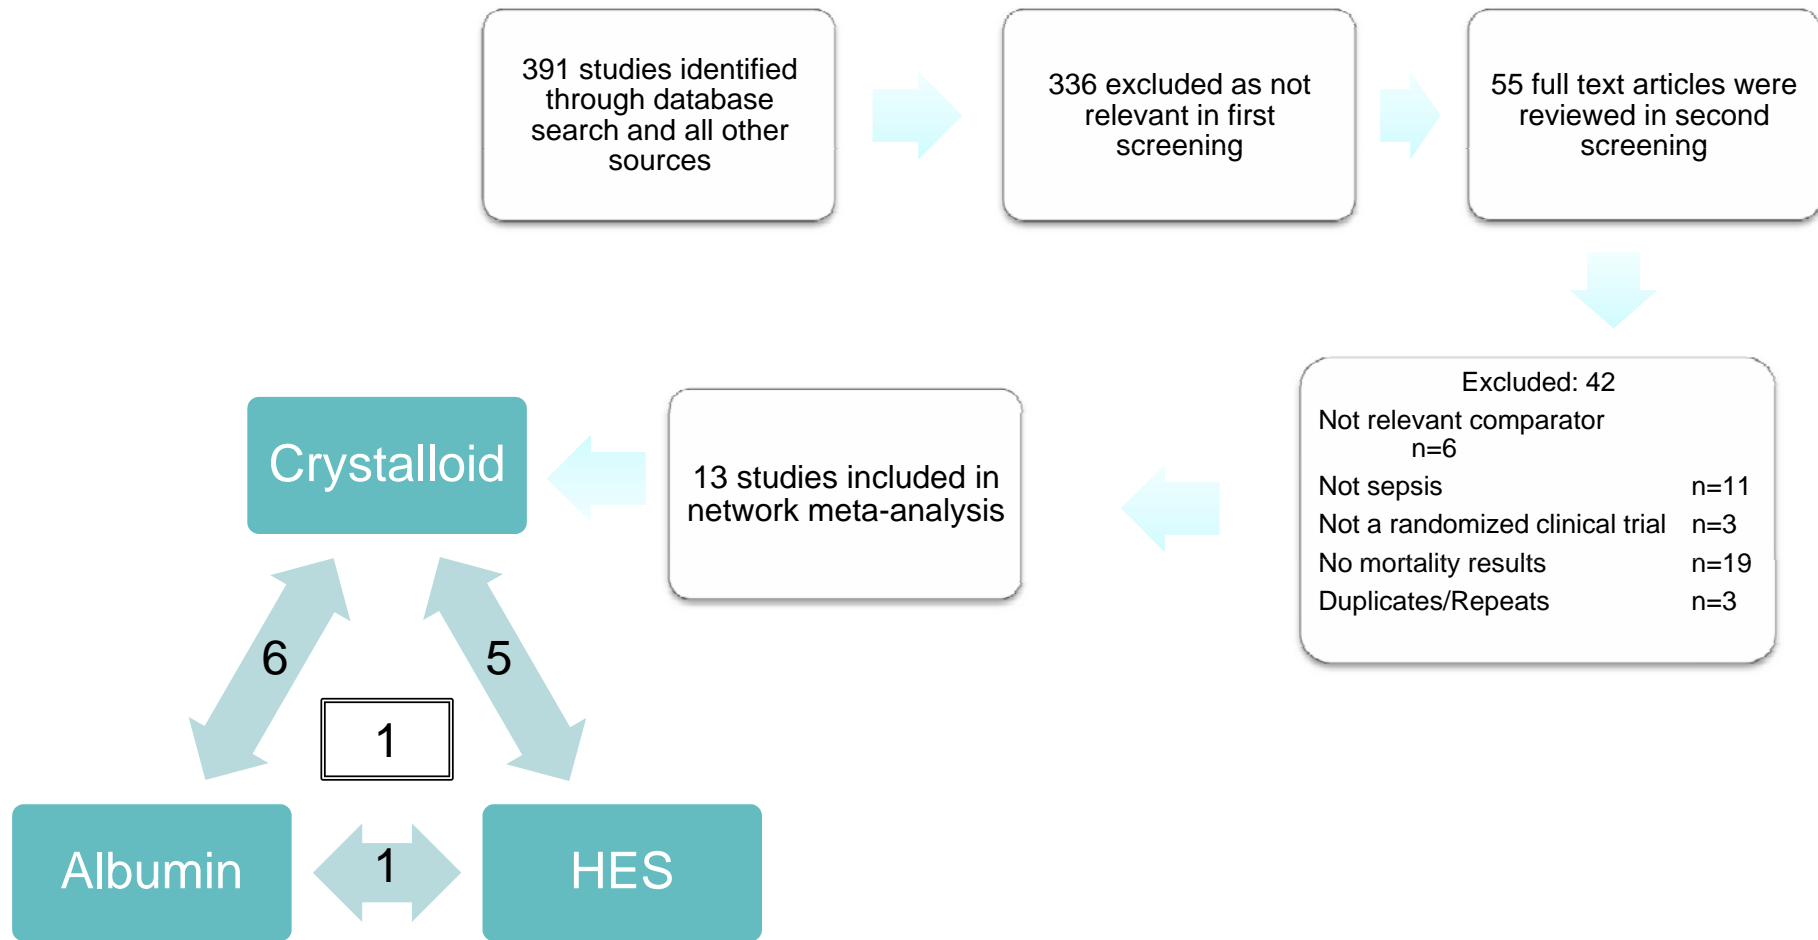 391 studies identified
through database
search and all other
sources
336 excluded as not
relevant in first
screening
55 full text articles were
reviewed in second
screening
Excluded: 42
Not relevant comparator
n=6
Not sepsis n=11
Not a randomized clinical trial n=3
No mortality results n=19
Duplicates/Repeats n=3
13 studies included in
network meta-analysis
Crystalloid
6
5
1
Albumin
1
HES